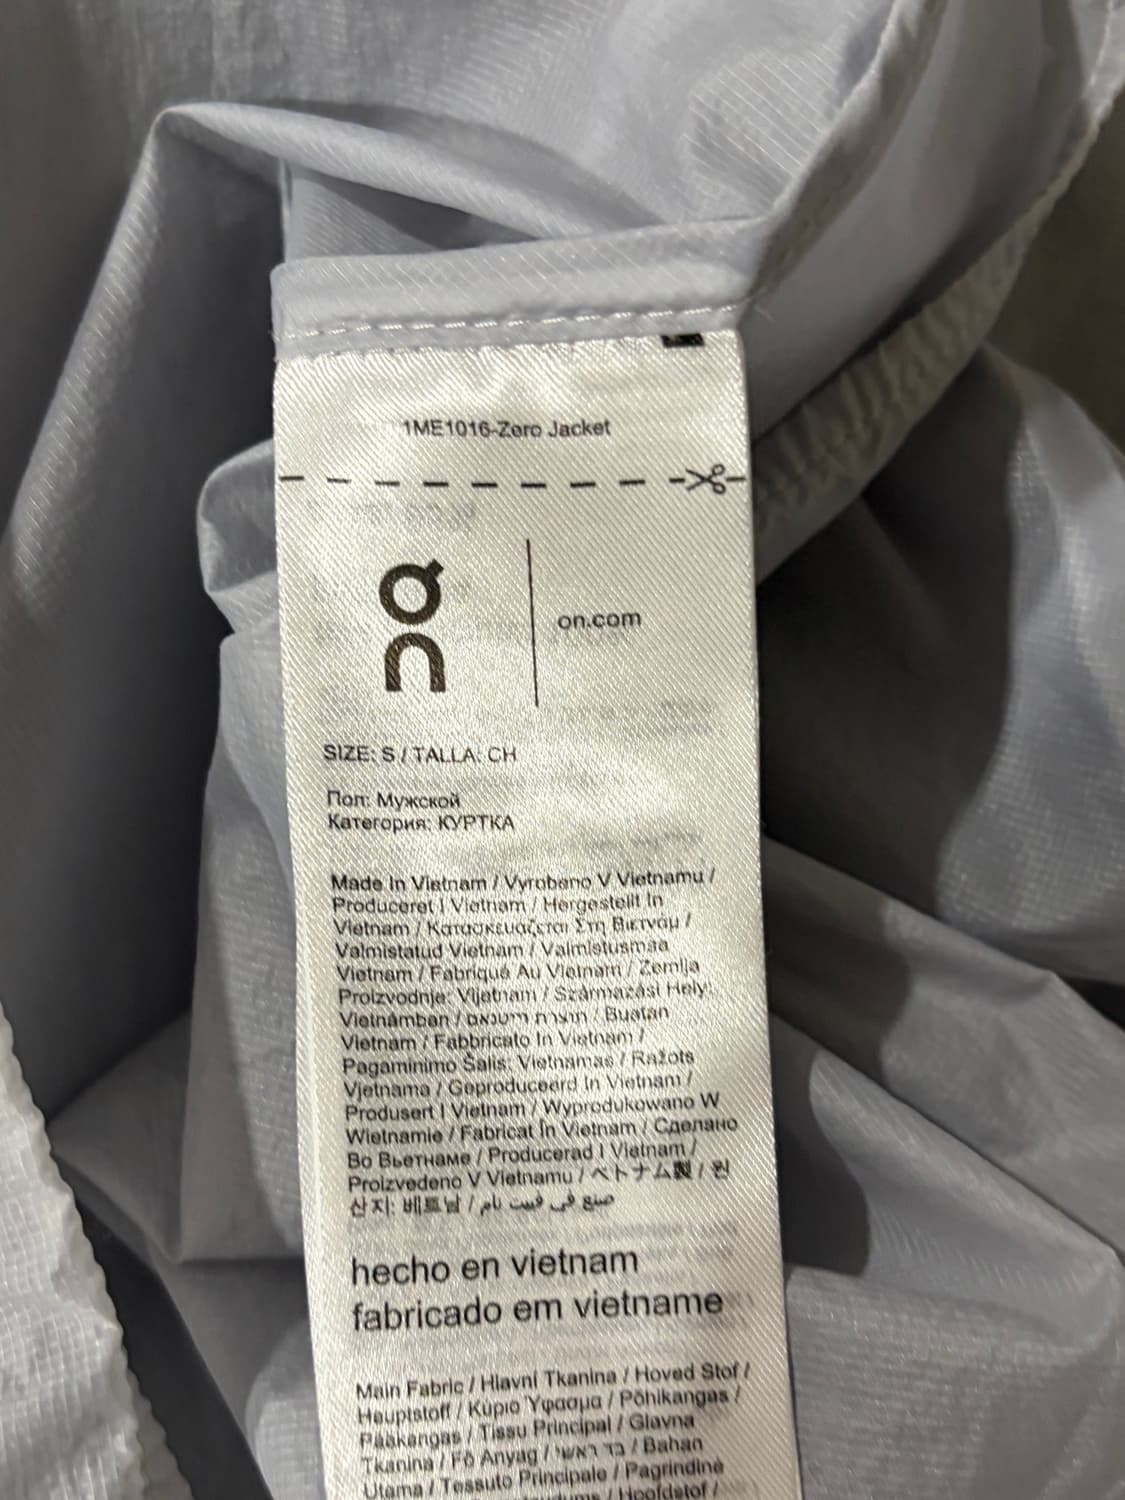 1ME1016-Zero Jacket
on
on.com
SIZE: S / TALLA: CH
Пол: Мужской
Категория: КУРТКА
Made In Vietnam / Vyrobeno V Vietnamu /
Produceret I Vietnam / Hergestellt In
Vietnam / Κατασκευάζεται Στη Βιετνάμ /
Valmistatud Vietnam / Valmistusmaa
Vietnam / Fabriqué Au Vietnam / Zemlja
Proizvodnje: Vijetnam / Származási Hely:
Vietnámban / תוצרת וייטנאם / Buatan
Vietnam / Fabbricato In Vietnam /
Pagaminimo Šalis: Vietnamas / Ražots
Vjetnama / Geproduceerd In Vietnam /
Produsert I Vietnam / Wyprodukowano W
Wietnamie / Fabricat În Vietnam / Сделано
Во Вьетнаме / Producerad I Vietnam /
Proizvedeno V Vietnamu / ベトナム製 / 원
산지: 베트남 / صنع في فييت نام
hecho en vietnam
fabricado em vietname
Main Fabric / Hlavní Tkanina / Hoved Stof /
Hauptstoff / Κύριο Ύφασμα / Põhikangas /
Pääkangas / Tissu Principal / Glavna
Tkanina / Fő Anyag / בד ראשי / Bahan
Utama / Tessuto Principale / Pagrindinė
/ Hoofdstof /